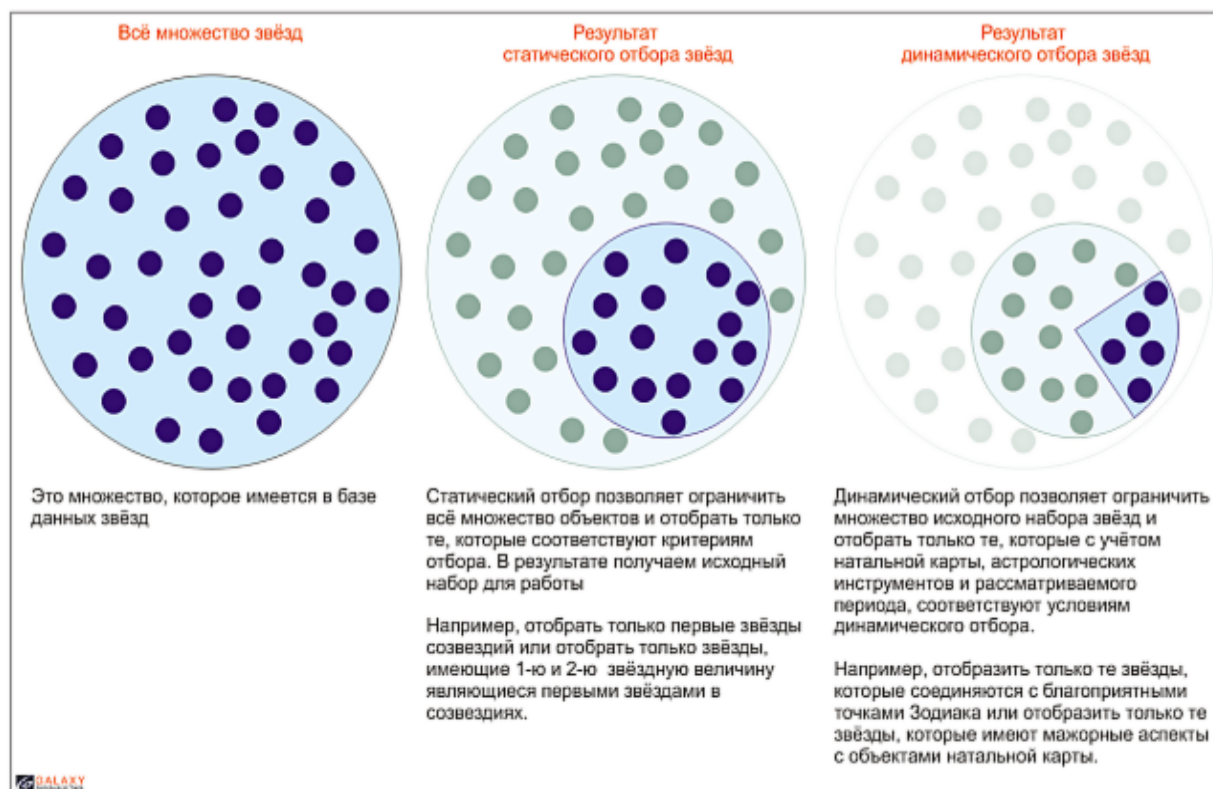 Всё множество звёзд
Результат
статического отбора звёзд
Результат
динамического отбора звёзд
Это множество, которое имеется в базе
данных звёзд
Статический отбор позволяет ограничить
всё множество объектов и отобрать только
те, которые соответствуют критериям
отбора. В результате получаем исходный
набор для работы
Например, отобрать только первые звёзды
созвездий или отобрать только звёзды,
имеющие 1-ю и 2-ю звёздную величину
являющиеся первыми звёздами в
созвездиях.
Динамический отбор позволяет ограничить
множество исходного набора звёзд и
отобрать только те, которые с учётом
натальной карты, астрологических
инструментов и рассматриваемого
периода, соответствуют условиям
динамического отбора.
Например, отобразить только те звёзды,
которые соединяются с благоприятными
точками Зодиака или отобразить только те
звёзды, которые имеют мажорные аспекты
с объектами натальной карты.
GALAXY